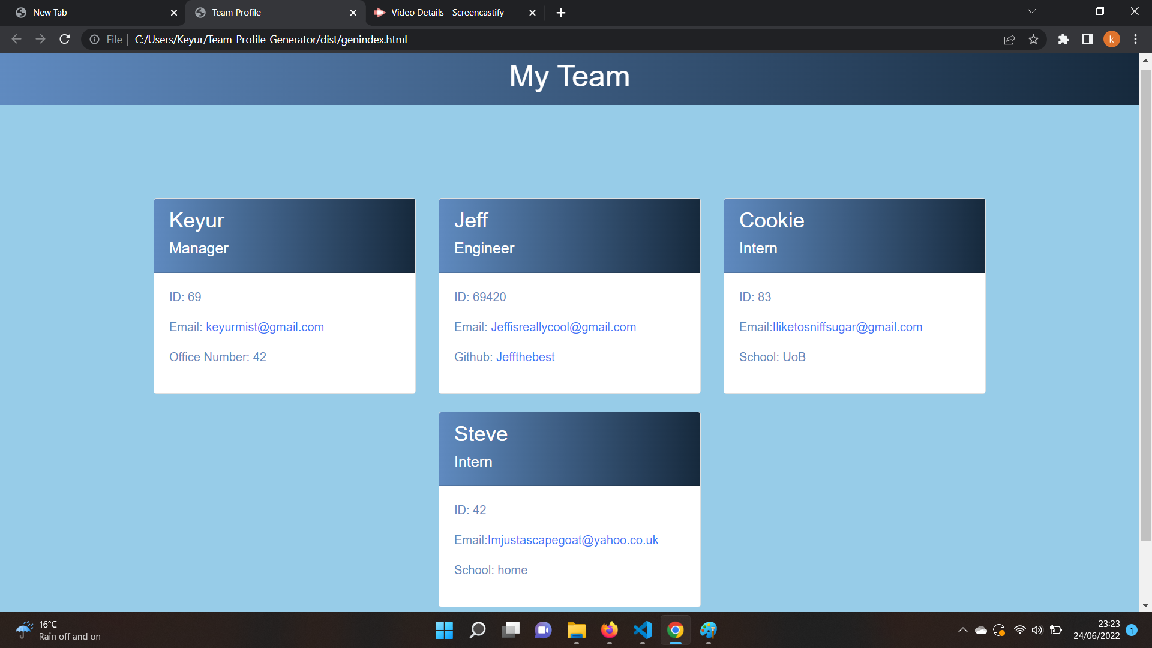 New Tab
Team Profile
Video Details - Screencastify
File | C:/Users/Keyur/Team-Profile-Generator/dist/genindex.html
k
My Team
Keyur
Manager
ID: 69
Email: keyurmist@gmail.com
Office Number: 42
Jeff
Engineer
ID: 69420
Email: Jeffisreallycool@gmail.com
Github: Jeffthebest
Cookie
Intern
ID: 83
Email:Iliketosniffsugar@gmail.com
School: UoB
Steve
Intern
ID: 42
Email:Imjustascapegoat@yahoo.co.uk
School: home
16°C
Rain off and on
23:23
24/06/2022